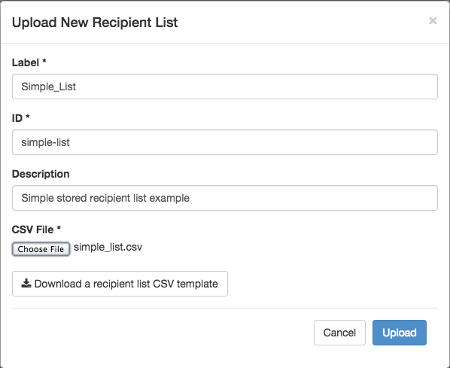 Upload New Recipient List ×
Label *
Simple_List
ID *
simple-list
Description
Simple stored recipient list example
CSV File *
Choose File simple_list.csv
Download a recipient list CSV template
Cancel Upload